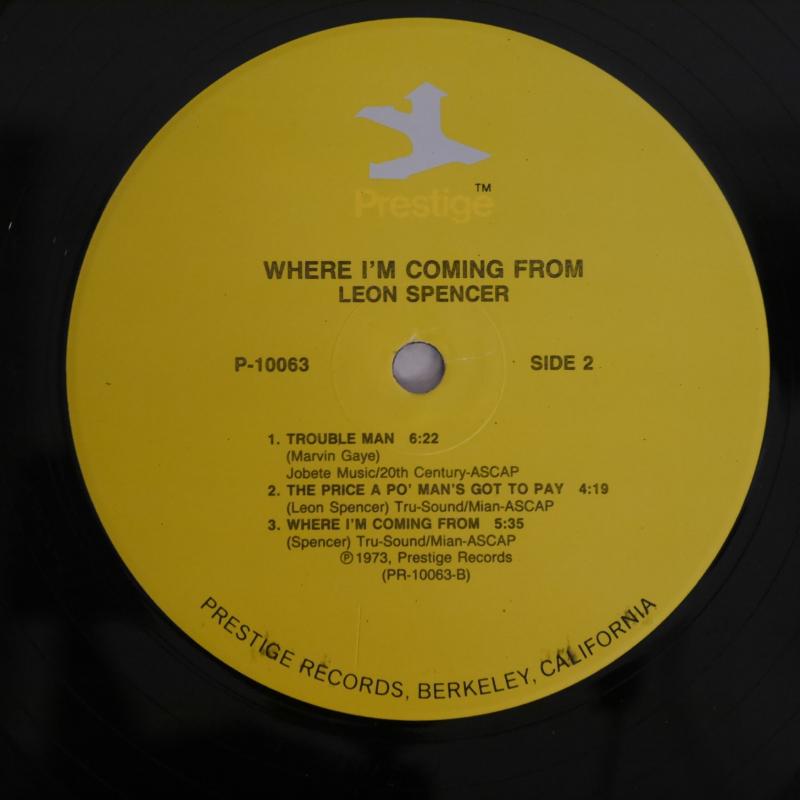 TM
Prestige
WHERE I'M COMING FROM
LEON SPENCER
P-10063
SIDE 2
1. TROUBLE MAN 6:22
(Marvin Gaye)
Jobete Music/20th Century-ASCAP
2. THE PRICE A PO' MAN'S GOT TO PAY 4:19
(Leon Spencer) Tru-Sound/Mian-ASCAP
3. WHERE I'M COMING FROM 5:35
(Spencer) Tru-Sound/Mian-ASCAP
℗1973, Prestige Records
(PR-10063-B)
PRESTIGE RECORDS, BERKELEY, CALIFORNIA